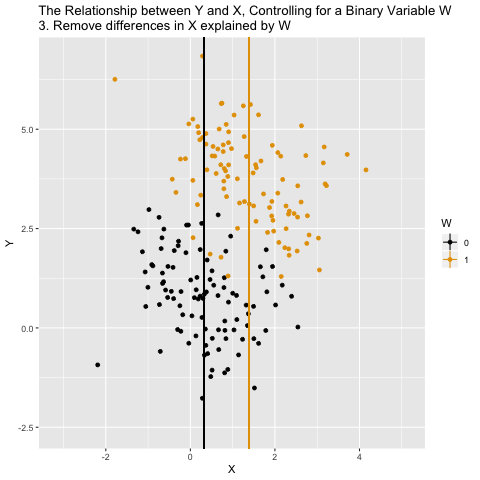 The Relationship between Y and X, Controlling for a Binary Variable W
3. Remove differences in X explained by W
Y
5.0
2.5
0.0
-2.5
-2
0
2
4
X
W
0
1